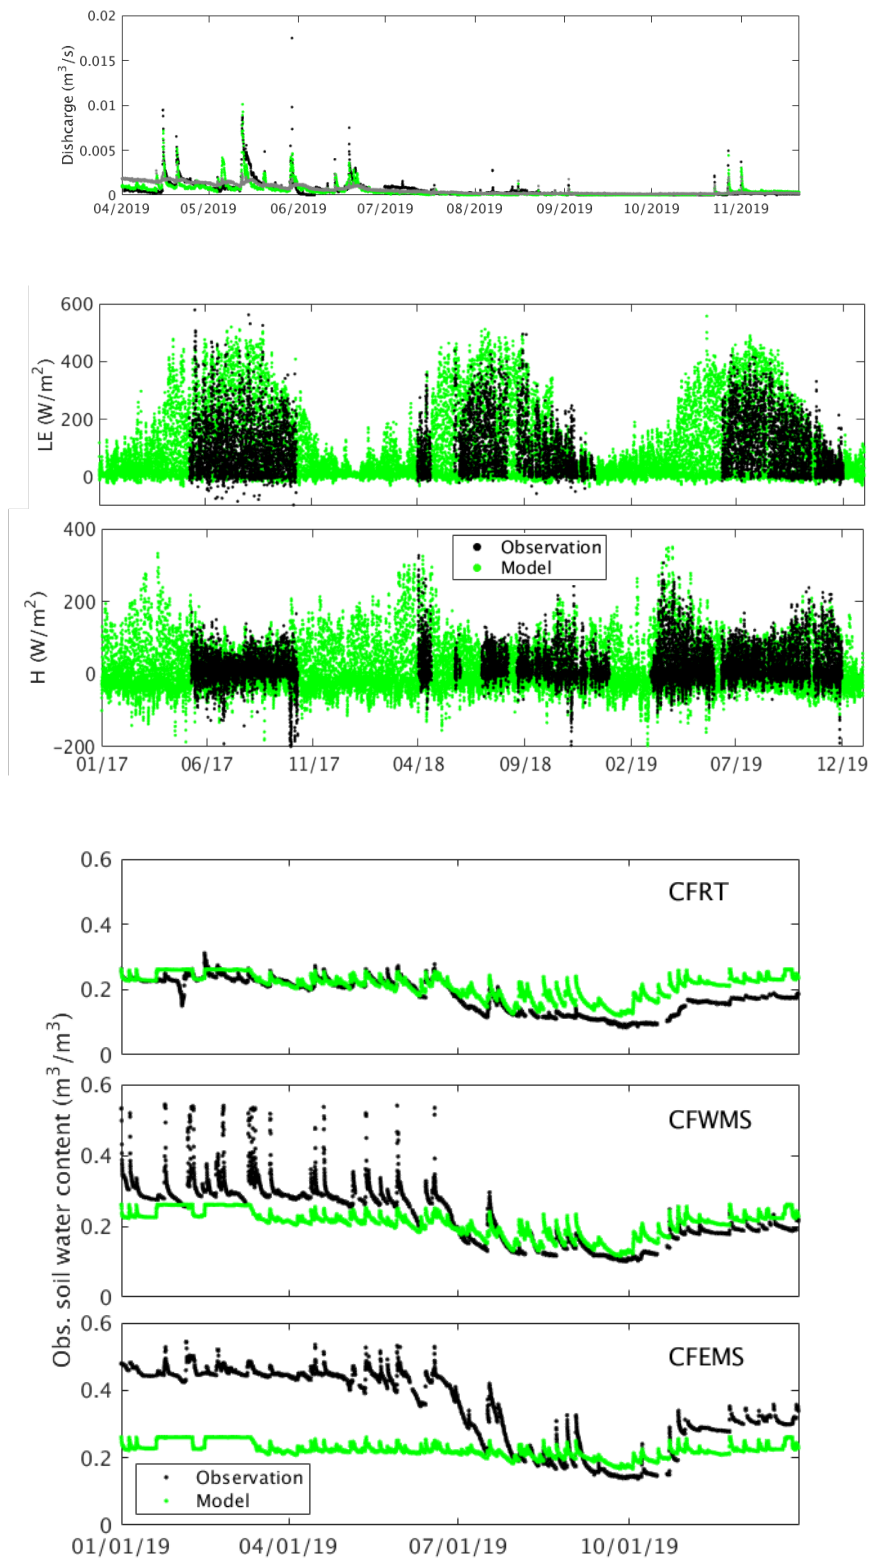 0.02
0.015
0.01
0.005
0
Dishcarge (m³/s)
04/2019 05/2019 06/2019 07/2019 08/2019 09/2019 10/2019 11/2019
600
400
200
0
LE (W/m²)
400
200
0
−200
H (W/m²)
Observation
Model
01/17 06/17 11/17 04/18 09/18 02/19 07/19 12/19
Obs. soil water content (m³/m³)
0.6
0.4
0.2
0
CFRT
0.6
0.4
0.2
0
CFWMS
0.6
0.4
0.2
0
CFEMS
Observation
Model
01/01/19 04/01/19 07/01/19 10/01/19